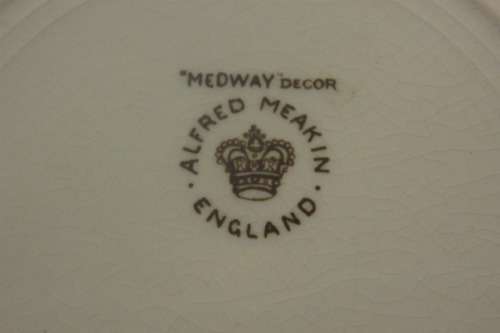 "MEDWAY" DECOR
· ALFRED MEAKIN ·
ENGLAND